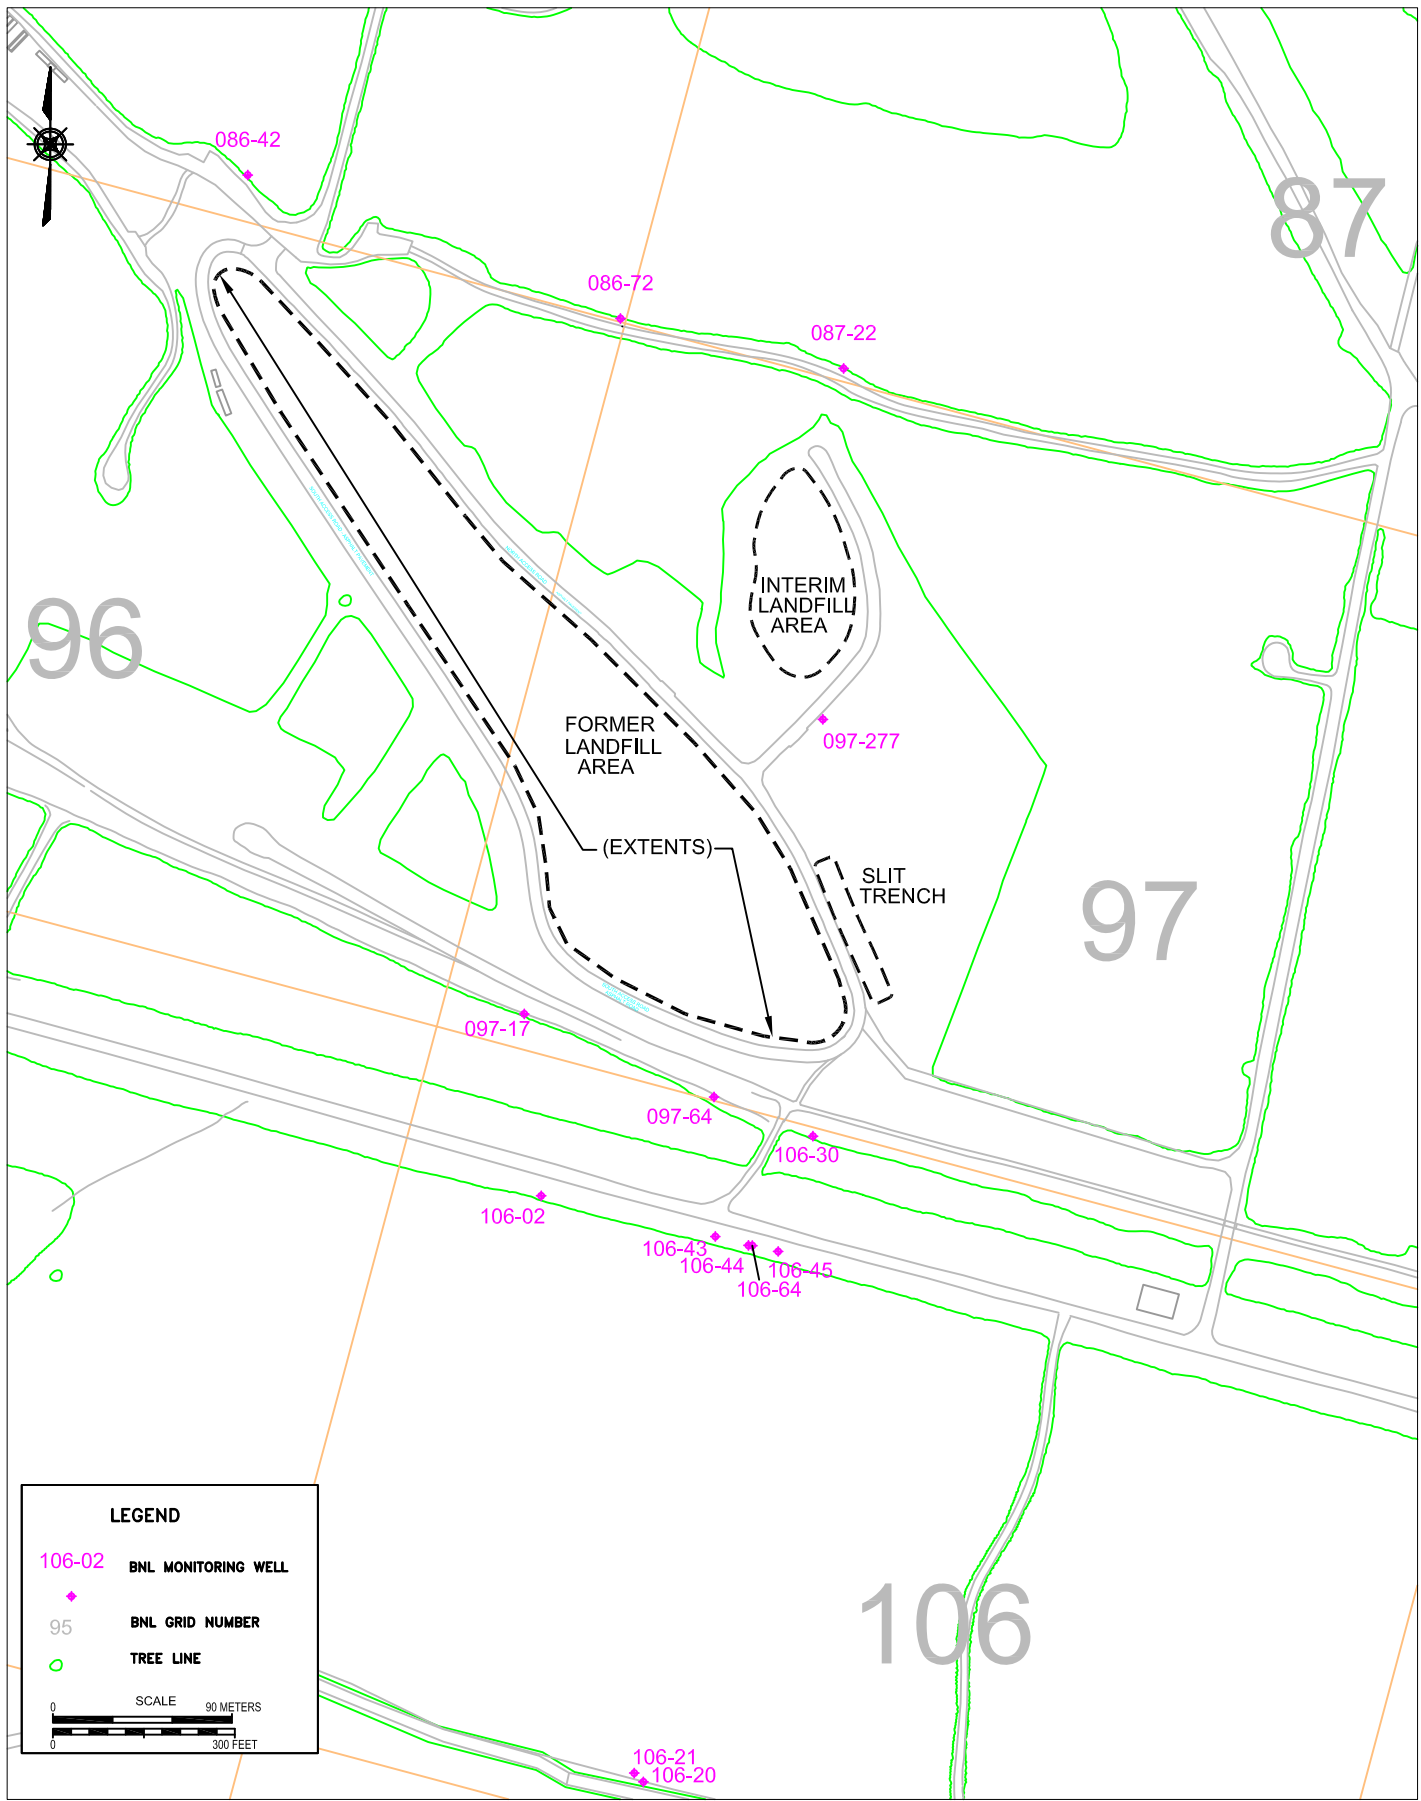 086-42
87
086-72
087-22
INTERIM
LANDFILL
AREA
96
FORMER
LANDFILL
AREA
097-277
(EXTENTS)
SLIT
TRENCH
97
097-17
097-64
106-30
106-02
106-43
106-44
106-45
106-64
LEGEND
106-02 BNL MONITORING WELL
95 BNL GRID NUMBER
TREE LINE
SCALE
0 90 METERS
0 300 FEET
106
106-21
106-20